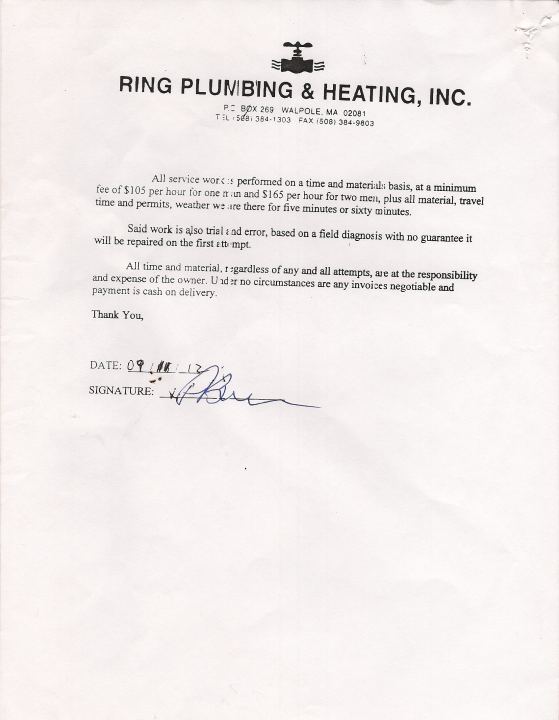 RING PLUMBING & HEATING, INC.
P.O. BOX 269 WALPOLE, MA 02081
TEL (508) 384-1303 FAX (508) 384-9803
All service work is performed on a time and materials basis, at a minimum
fee of $105 per hour for one man and $165 per hour for two men, plus all material, travel
time and permits, weather we are there for five minutes or sixty minutes.
Said work is also trial and error, based on a field diagnosis with no guarantee it
will be repaired on the first attempt.
All time and material, regardless of any and all attempts, are at the responsibility
and expense of the owner. Under no circumstances are any invoices negotiable and
payment is cash on delivery.
Thank You,
DATE: 09
SIGNATURE: